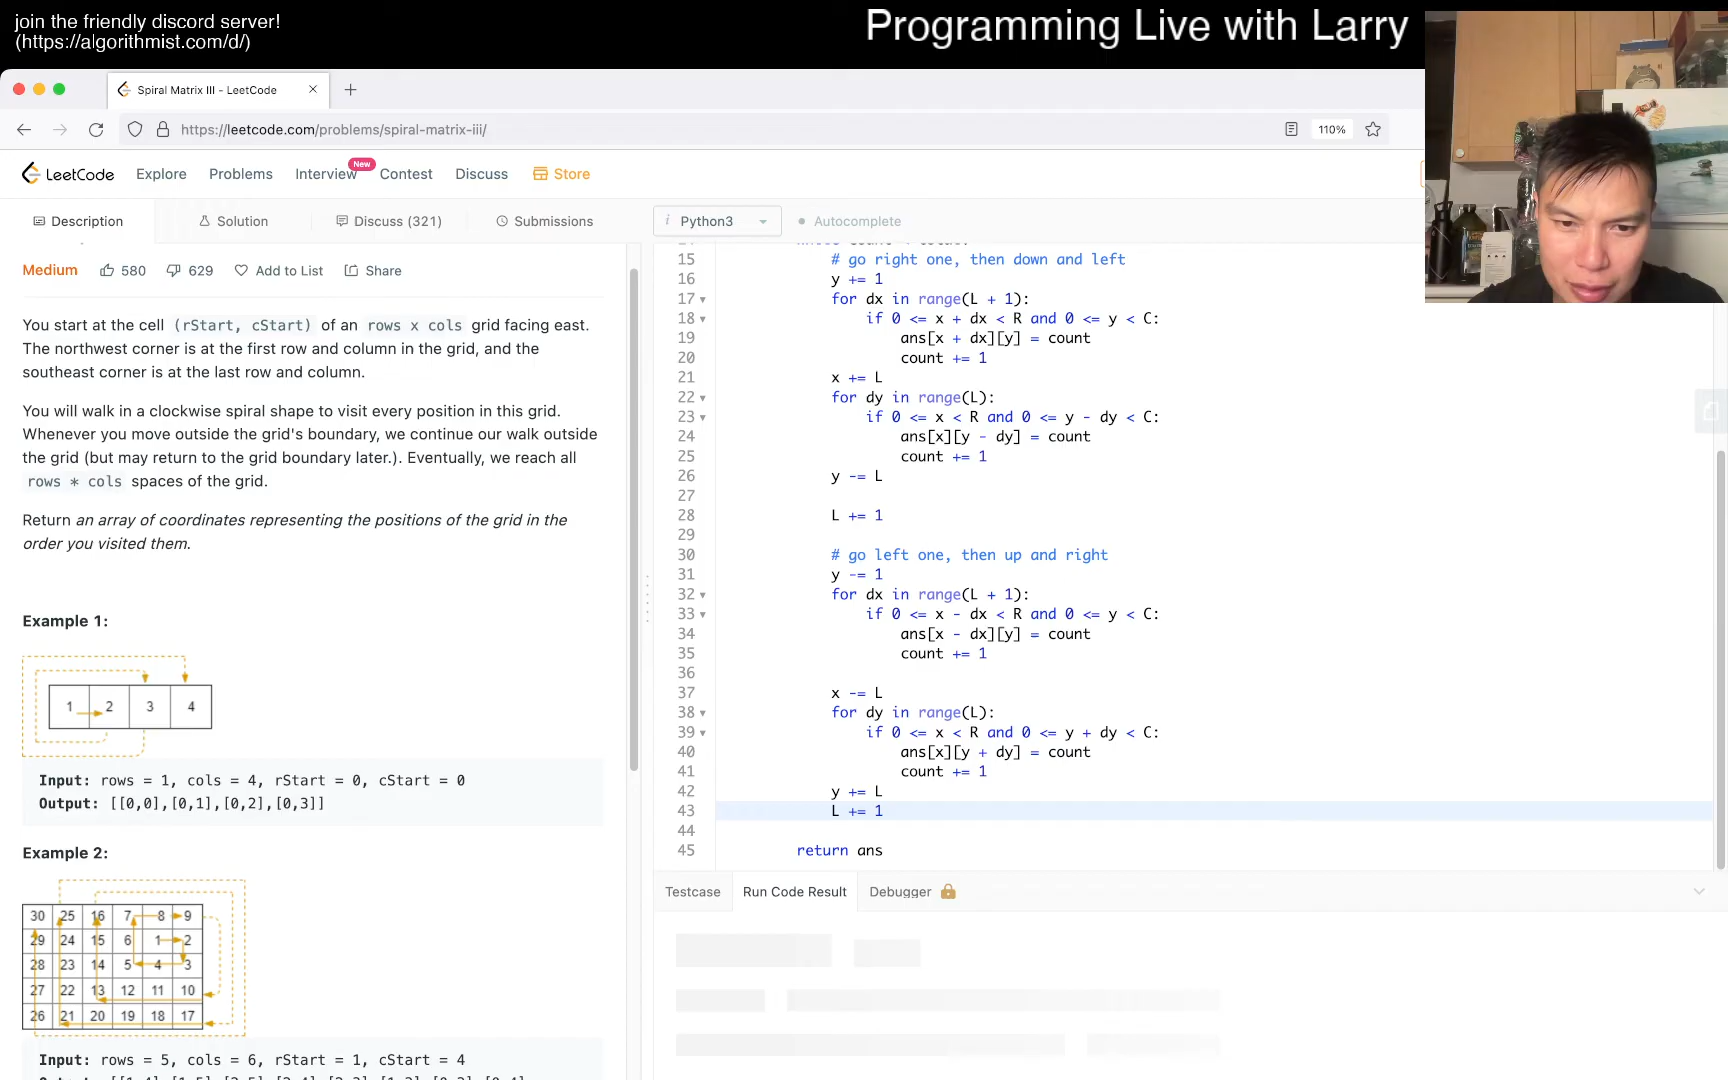 join the friendly discord server!
(https://algorithmist.com/d/)
Programming Live with Larry
Spiral Matrix III - LeetCode
https://leetcode.com/problems/spiral-matrix-iii/
110%
LeetCode
Explore
Problems
Interview
New
Contest
Discuss
Store
Description
Solution
Discuss (321)
Submissions
i Python3
Autocomplete
Medium
580
629
Add to List
Share
You start at the cell (rStart, cStart) of an rows x cols grid facing east.
The northwest corner is at the first row and column in the grid, and the
southeast corner is at the last row and column.
You will walk in a clockwise spiral shape to visit every position in this grid.
Whenever you move outside the grid's boundary, we continue our walk outside
the grid (but may return to the grid boundary later.). Eventually, we reach all
rows * cols spaces of the grid.
Return an array of coordinates representing the positions of the grid in the
order you visited them.
Example 1:
1 2 3 4
Input: rows = 1, cols = 4, rStart = 0, cStart = 0
Output: [[0,0],[0,1],[0,2],[0,3]]
Example 2:
30 25 16 7 8 9
29 24 15 6 1 2
28 23 14 5 4 3
27 22 13 12 11 10
26 21 20 19 18 17
Input: rows = 5, cols = 6, rStart = 1, cStart = 4
15 # go right one, then down and left
16 y += 1
17 for dx in range(L + 1):
18 if 0 <= x + dx < R and 0 <= y < C:
19 ans[x + dx][y] = count
20 count += 1
21 x += L
22 for dy in range(L):
23 if 0 <= x < R and 0 <= y - dy < C:
24 ans[x][y - dy] = count
25 count += 1
26 y -= L
27
28 L += 1
29
30 # go left one, then up and right
31 y -= 1
32 for dx in range(L + 1):
33 if 0 <= x - dx < R and 0 <= y < C:
34 ans[x - dx][y] = count
35 count += 1
36
37 x -= L
38 for dy in range(L):
39 if 0 <= x < R and 0 <= y + dy < C:
40 ans[x][y + dy] = count
41 count += 1
42 y += L
43 L += 1
44
45 return ans
Testcase
Run Code Result
Debugger